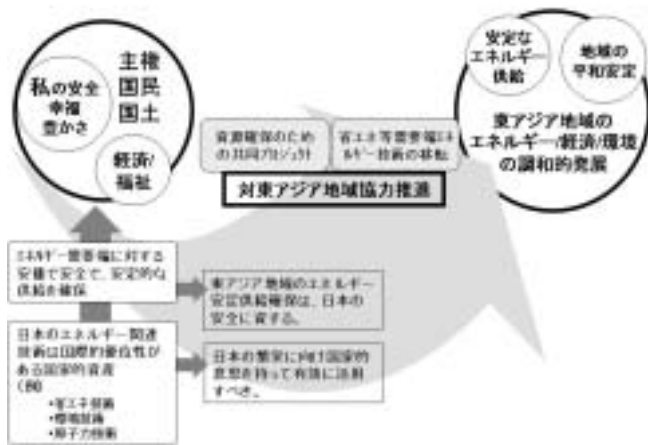 私の安全
幸福
豊かさ
主権
国民
国土
経済/
福祉
安定な
エネルギー
供給
地域の
平和安定
東アジア地域の
エネルギー/経済/環境
の調和的発展
資源確保のための
共同プロジェクト
省エネ等需要端エネ
ルギー技術の移転
対東アジア地域協力推進
エネルギー需要端に対する
安価で安全で、安定的な
供給を確保
東アジア地域のエネルギー
安定供給確保は、日本の
安全に資する。
日本のエネルギー関連
技術は国際的優位性が
ある国家的資産
(例)
・省エネ技術
・環境技術
・原子力技術
日本の繁栄に向け国家的
意思を持って有効に活用
すべき。